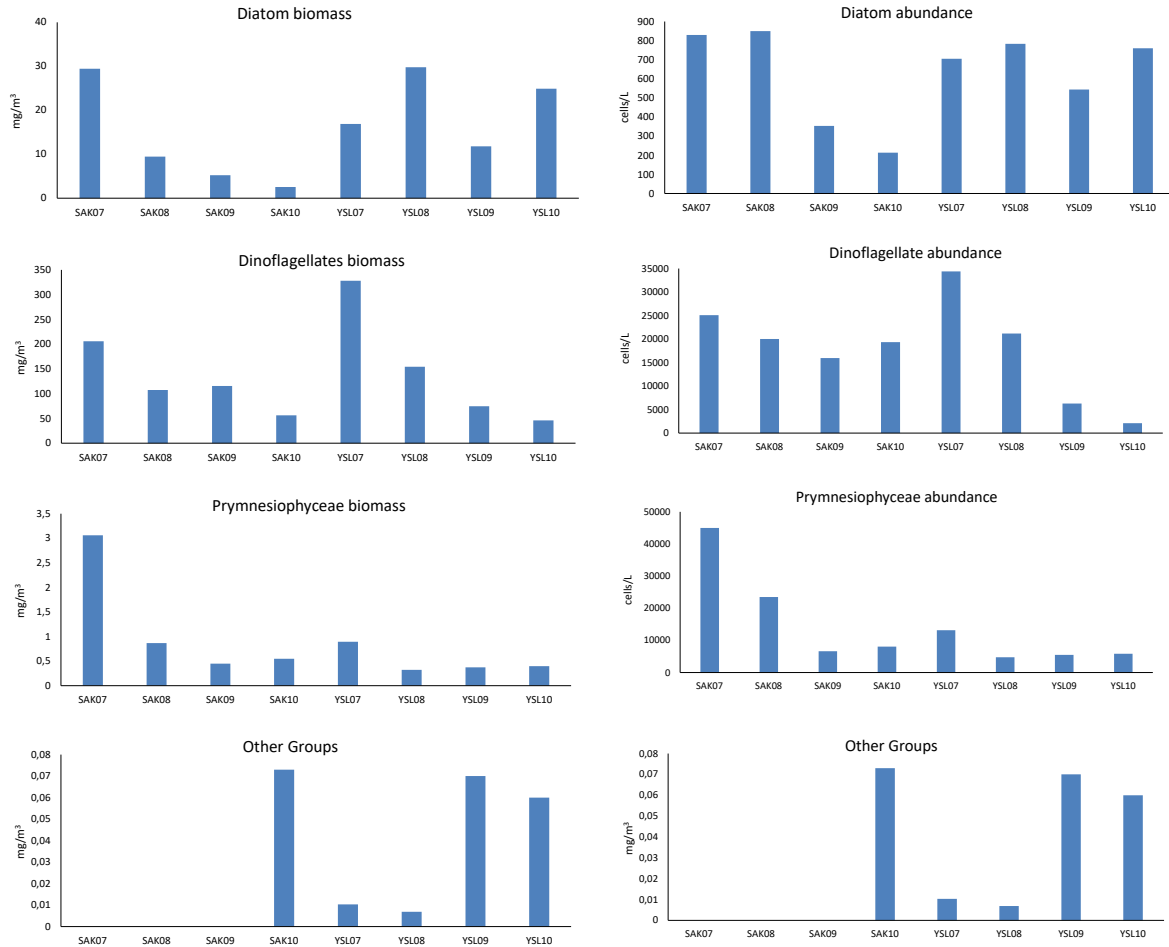 Diatom biomass
40
30
20
10
0
mg/m³
SAK07 SAK08 SAK09 SAK10 YSL07 YSL08 YSL09 YSL10
Diatom abundance
900
800
700
600
500
400
300
200
100
0
cells/L
SAK07 SAK08 SAK09 SAK10 YSL07 YSL08 YSL09 YSL10
Dinoflagellates biomass
350
300
250
200
150
100
50
0
mg/m³
SAK07 SAK08 SAK09 SAK10 YSL07 YSL08 YSL09 YSL10
Dinoflagellate abundance
35000
30000
25000
20000
15000
10000
5000
0
cells/L
SAK07 SAK08 SAK09 SAK10 YSL07 YSL08 YSL09 YSL10
Prymnesiophyceae biomass
3,5
3
2,5
2
1,5
1
0,5
0
mg/m³
SAK07 SAK08 SAK09 SAK10 YSL07 YSL08 YSL09 YSL10
Prymnesiophyceae abundance
50000
40000
30000
20000
10000
0
cells/L
SAK07 SAK08 SAK09 SAK10 YSL07 YSL08 YSL09 YSL10
Other Groups
0,08
0,07
0,06
0,05
0,04
0,03
0,02
0,01
0
mg/m³
SAK07 SAK08 SAK09 SAK10 YSL07 YSL08 YSL09 YSL10
Other Groups
0,08
0,07
0,06
0,05
0,04
0,03
0,02
0,01
0
mg/m³
SAK07 SAK08 SAK09 SAK10 YSL07 YSL08 YSL09 YSL10